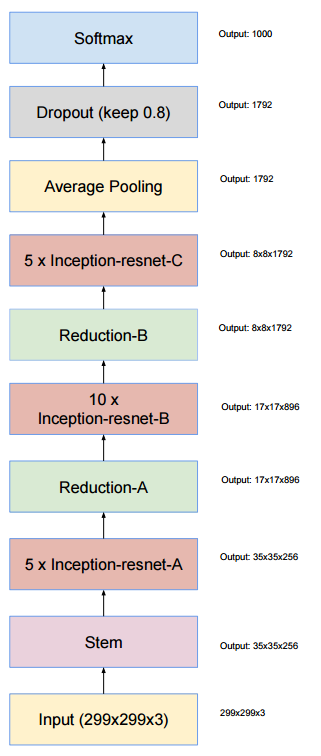 Softmax
Output: 1000
Dropout (keep 0.8)
Output: 1792
Average Pooling
Output: 1792
5 x Inception-resnet-C
Output: 8x8x1792
Reduction-B
Output: 8x8x1792
10 x
Inception-resnet-B
Output: 17x17x896
Reduction-A
Output: 17x17x896
5 x Inception-resnet-A
Output: 35x35x256
Stem
Output: 35x35x256
Input (299x299x3)
299x299x3